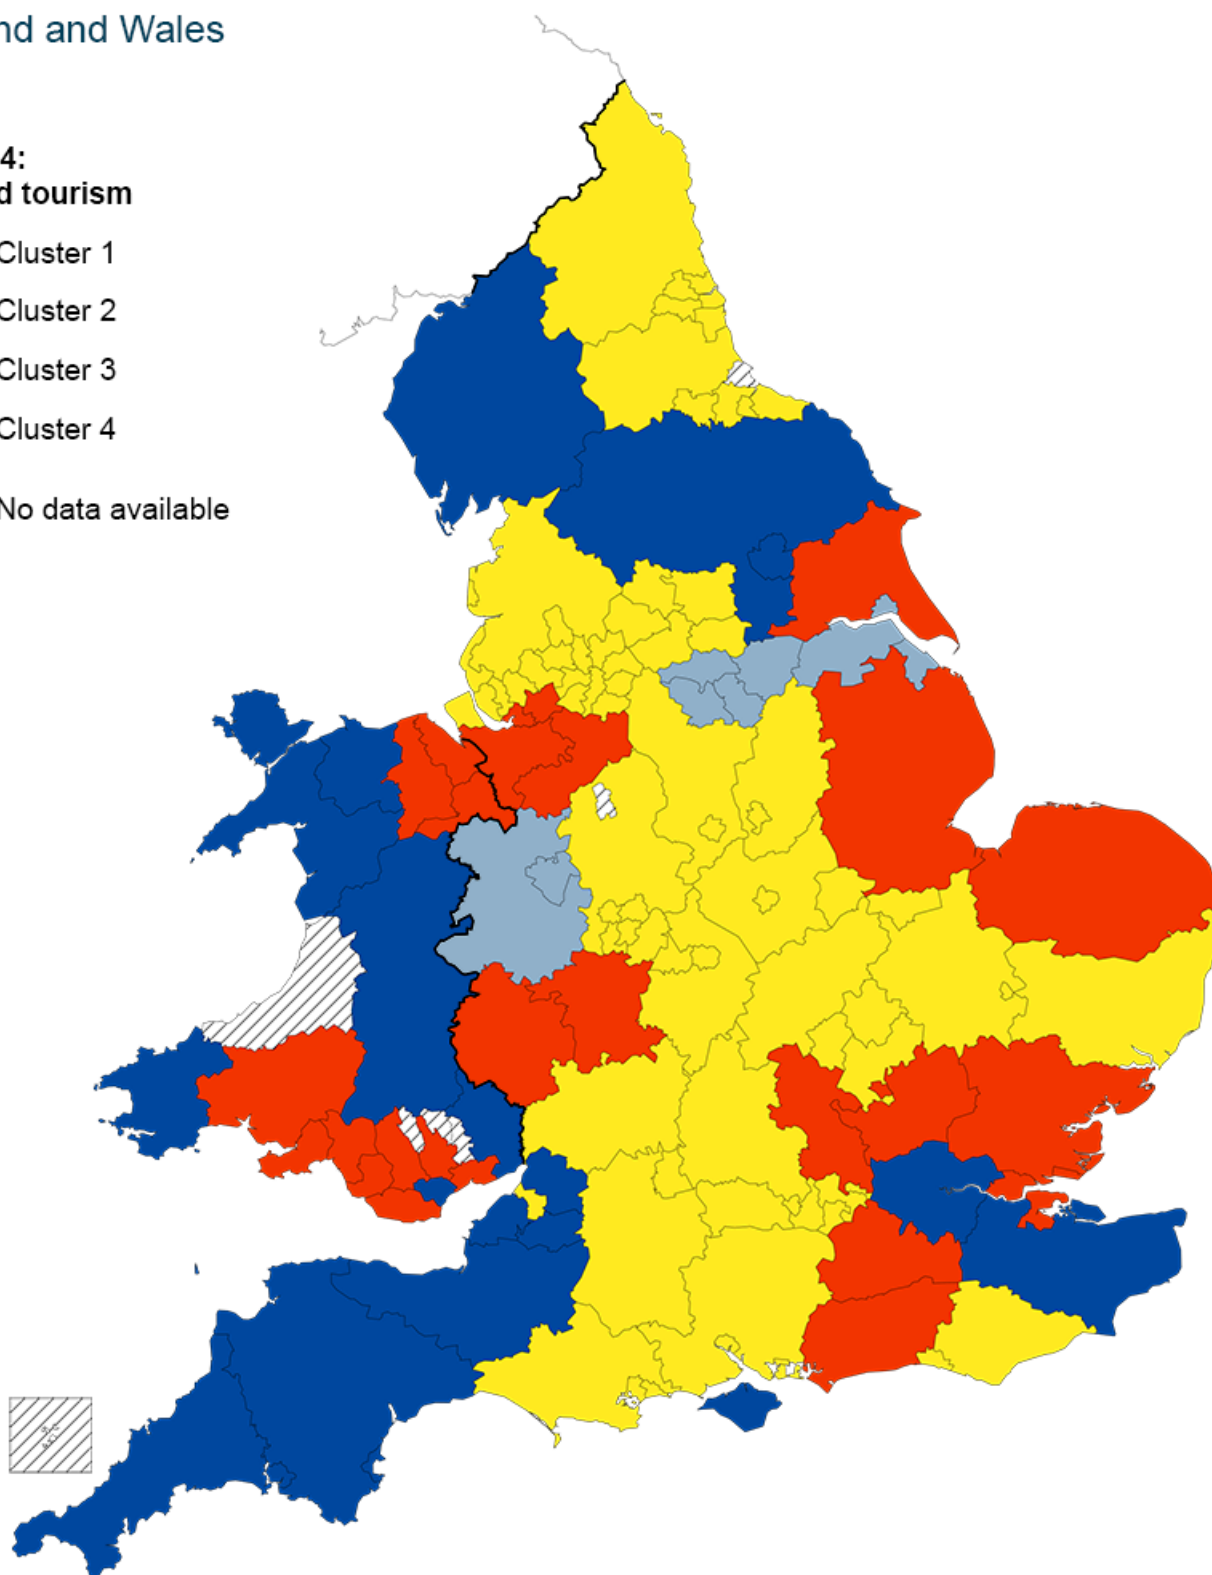 nd and Wales
4:
d tourism
Cluster 1
Cluster 2
Cluster 3
Cluster 4
No data available